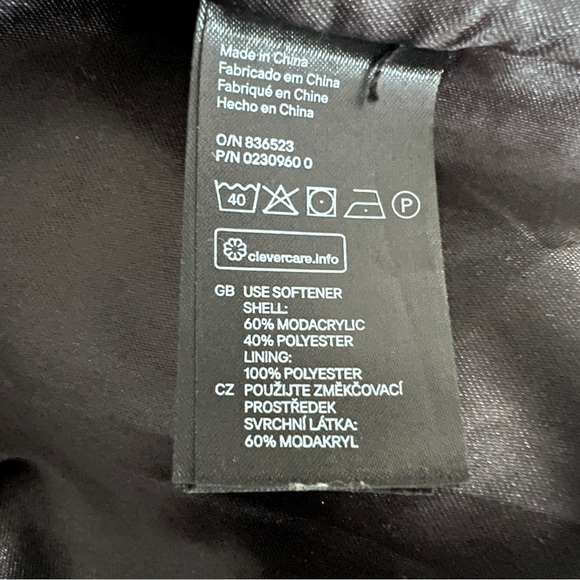 Made in China
Fabricado em China
Fabriqué en Chine
Hecho en China
O/N 836523
P/N 0230960 0
40 P
clevercare.info
GB USE SOFTENER
SHELL:
60% MODACRYLIC
40% POLYESTER
LINING:
100% POLYESTER
CZ POUŽIJTE ZMĚKČOVACÍ
PROSTŘEDEK
SVRCHNÍ LÁTKA:
60% MODAKRYL